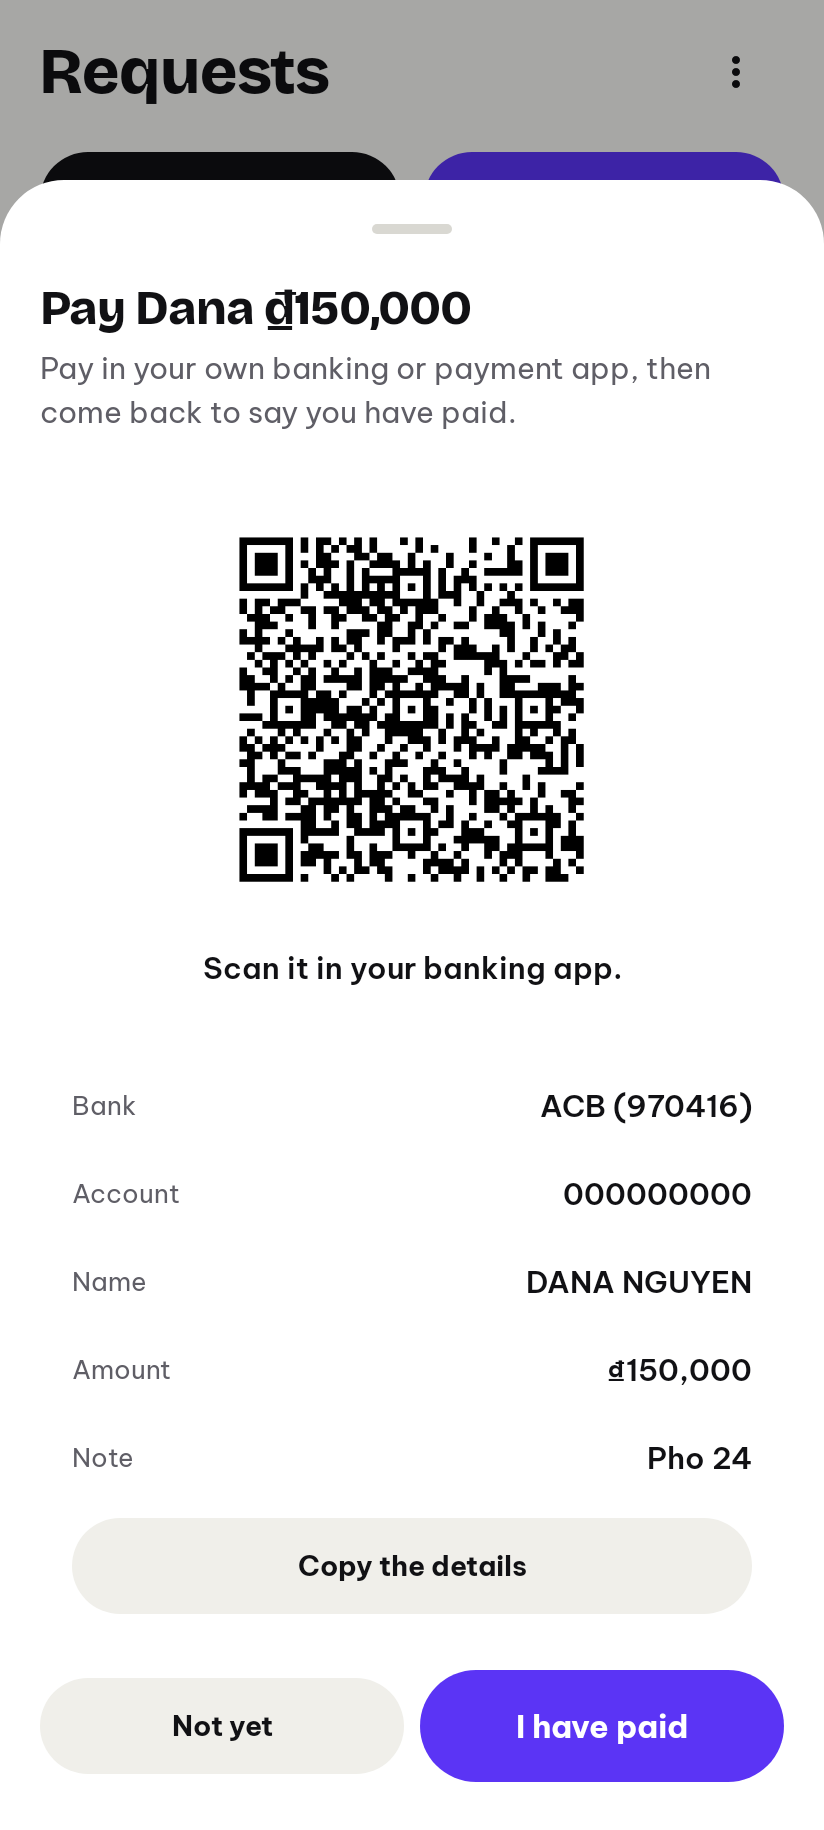 Requests
Pay Dana ₫150,000
Pay in your own banking or payment app, then
come back to say you have paid.
Scan it in your banking app.
Bank ACB (970416)
Account 000000000
Name DANA NGUYEN
Amount ₫150,000
Note Pho 24
Copy the details
Not yet
I have paid